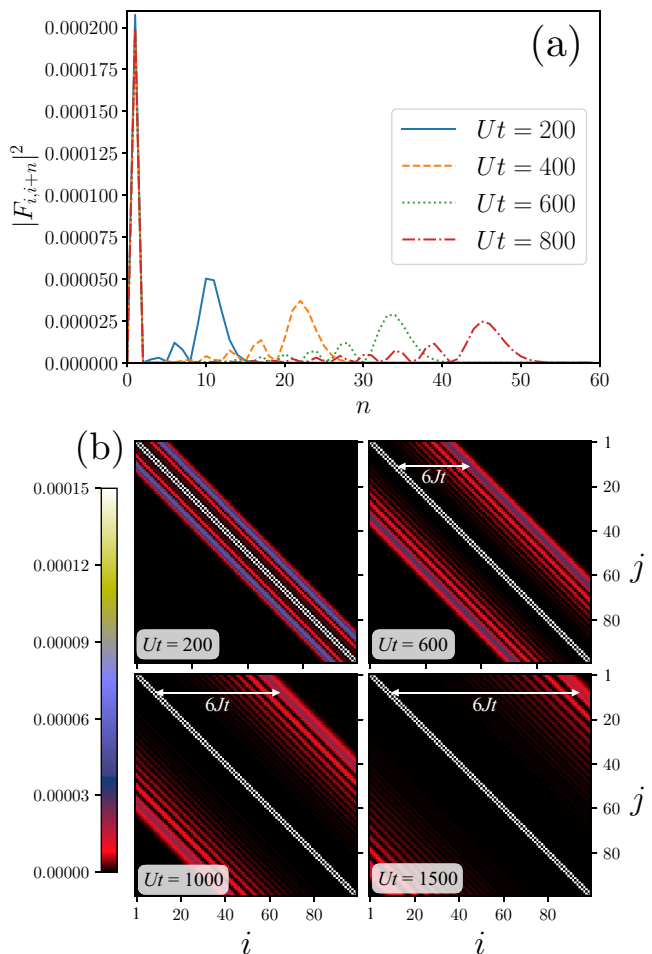 (a)
0.000200
0.000175
0.000150
0.000125
0.000100
0.000075
0.000050
0.000025
0.000000
|F_{i,i+n}|^2
Ut = 200
Ut = 400
Ut = 600
Ut = 800
0 10 20 30 40 50 60
n
(b)
0.00015
0.00012
0.00009
0.00006
0.00003
0.00000
Ut = 200
6Jt
Ut = 600
1
20
40
60
80
j
6Jt
Ut = 1000
6Jt
Ut = 1500
1
20
40
60
80
j
1 20 40 60 80
i
1 20 40 60 80
i